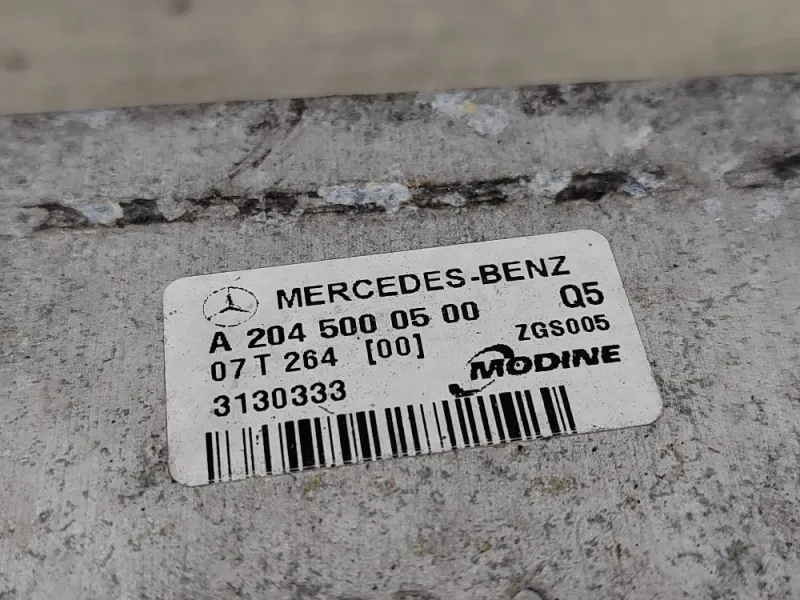 MERCEDES-BENZ
A 204 500 05 00 Q5
07 T 264 [00] ZGS005
3130333 MODINE